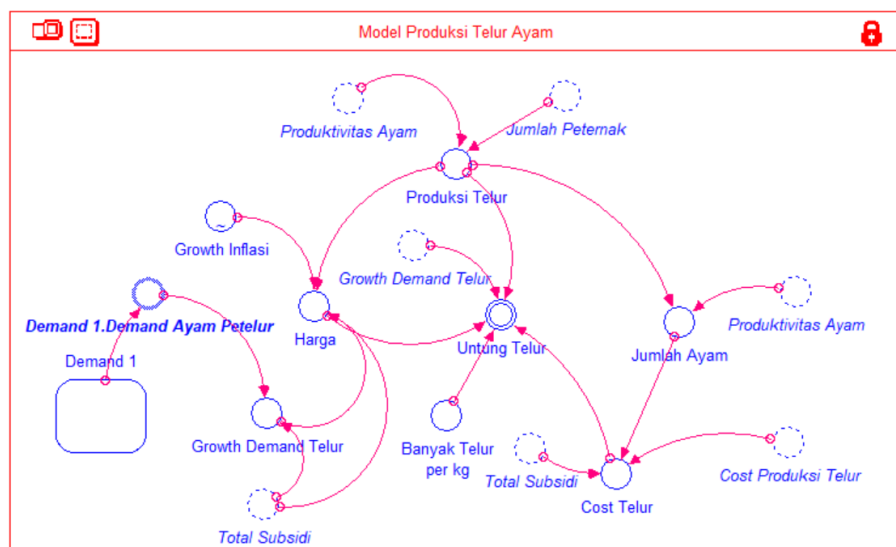 Model Produksi Telur Ayam
Produktivitas Ayam
Jumlah Peternak
Produksi Telur
Growth Inflasi
Growth Demand Telur
Demand 1.Demand Ayam Petelur
Harga
Untung Telur
Jumlah Ayam
Produktivitas Ayam
Demand 1
Growth Demand Telur
Banyak Telur
per kg
Total Subsidi
Cost Produksi Telur
Cost Telur
Total Subsidi